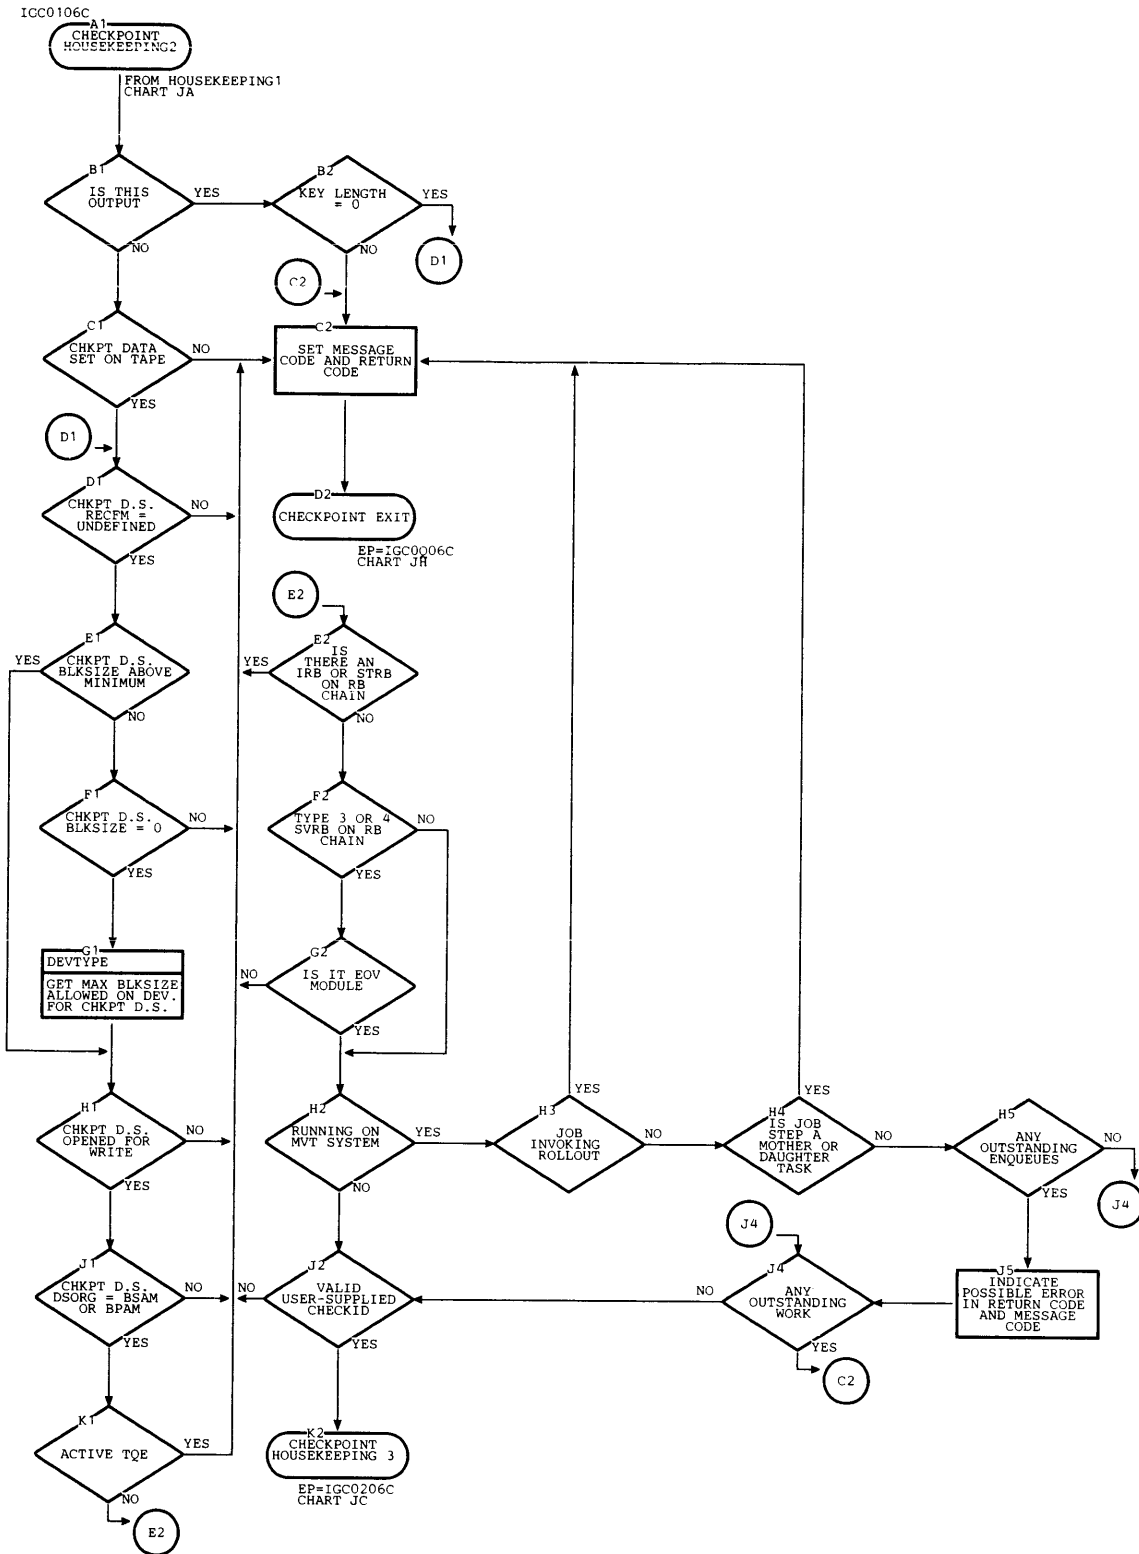 IGC0106C
A1
CHECKPOINT
HOUSEKEEPING2
FROM HOUSEKEEPING1
CHART JA
B1
IS THIS
OUTPUT
YES
NO
B2
KEY LENGTH
= 0
YES
NO
D1
C2
C1
CHKPT DATA
SET ON TAPE
NO
YES
C2
SET MESSAGE
CODE AND RETURN
CODE
D1
D1
CHKPT D.S.
RECFM =
UNDEFINED
NO
YES
D2
CHECKPOINT EXIT
EP=IGC0Q06C
CHART JH
E2
E1
CHKPT D.S.
BLKSIZE ABOVE
MINIMUM
YES
NO
E2
IS
THERE AN
IRB OR STRB
ON RB
CHAIN
YES
NO
F1
CHKPT D.S.
BLKSIZE = 0
NO
YES
F2
TYPE 3 OR 4
SVRB ON RB
CHAIN
NO
YES
G1
DEVTYPE
GET MAX BLKSIZE
ALLOWED ON DEV.
FOR CHKPT D.S.
G2
IS IT EOV
MODULE
NO
YES
H1
CHKPT D.S.
OPENED FOR
WRITE
NO
YES
H2
RUNNING ON
MVT SYSTEM
YES
NO
H3
JOB
INVOKING
ROLLOUT
YES
NO
H4
IS JOB
STEP A
MOTHER OR
DAUGHTER
TASK
YES
NO
H5
ANY
OUTSTANDING
ENQUEUES
NO
YES
J4
J4
J1
CHKPT D.S.
DSORG = BSAM
OR BPAM
NO
YES
J2
VALID
USER-SUPPLIED
CHECKID
NO
YES
J4
ANY
OUTSTANDING
WORK
NO
YES
J5
INDICATE
POSSIBLE ERROR
IN RETURN CODE
AND MESSAGE
CODE
C2
K1
ACTIVE TQE
YES
NO
K2
CHECKPOINT
HOUSEKEEPING 3
EP=IGC0206C
CHART JC
E2